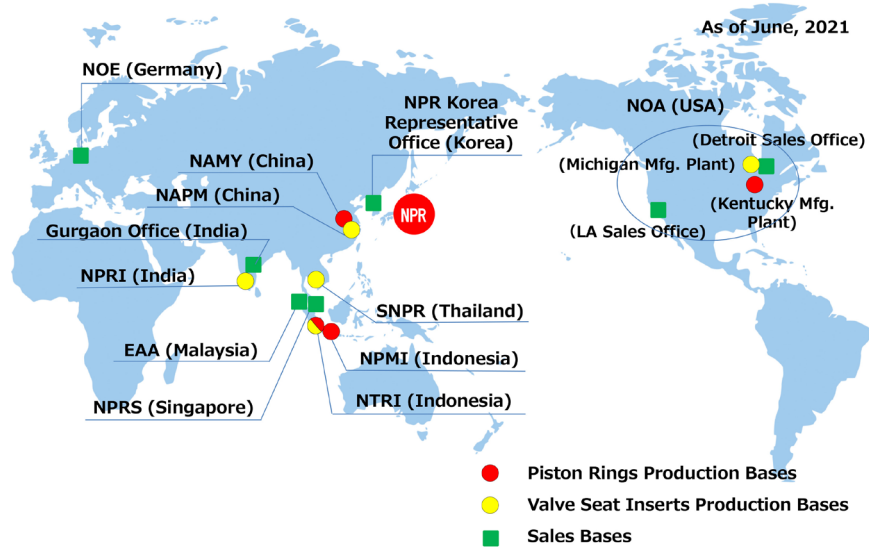 As of June, 2021
NOE (Germany)
NPR Korea
Representative
Office (Korea)
NOA (USA)
(Detroit Sales Office)
(Michigan Mfg. Plant)
(Kentucky Mfg.
Plant)
(LA Sales Office)
NAMY (China)
NAPM (China)
NPR
Gurgaon Office (India)
NPRI (India)
SNPR (Thailand)
EAA (Malaysia)
NPMI (Indonesia)
NPRS (Singapore)
NTRI (Indonesia)
Piston Rings Production Bases
Valve Seat Inserts Production Bases
Sales Bases